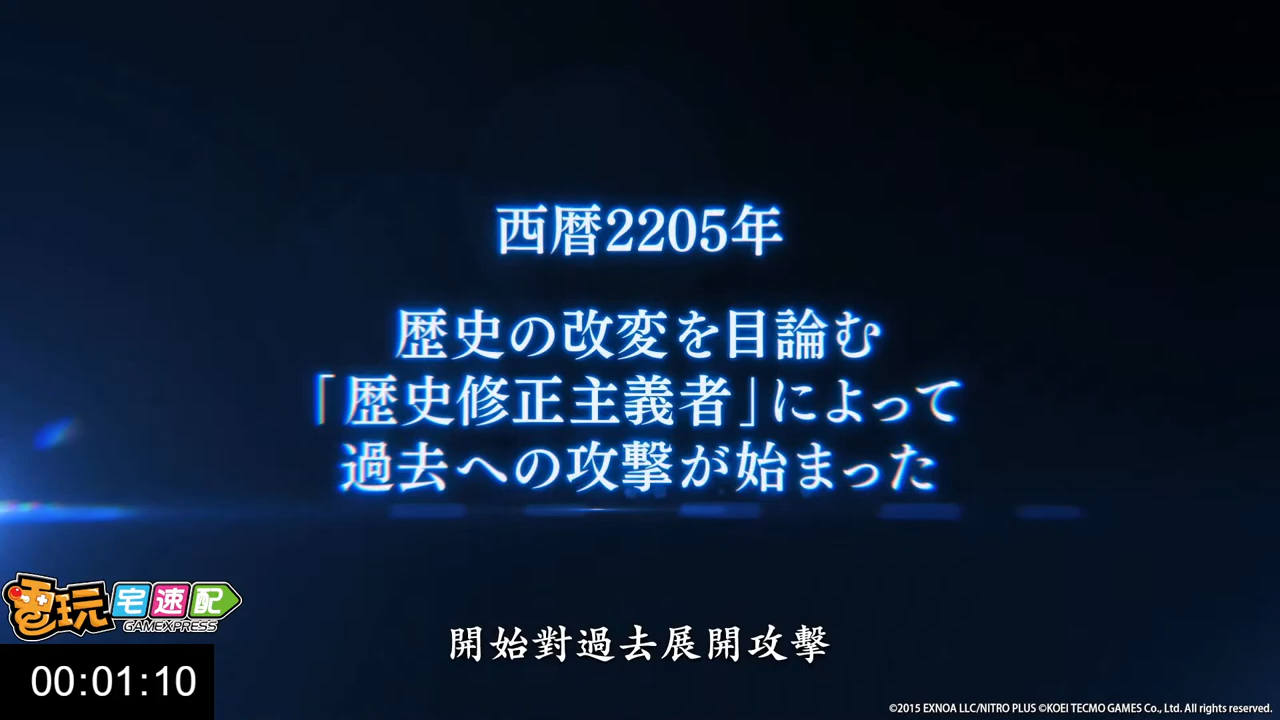 西暦2205年
歴史の改変を目論む
「歴史修正主義者」によって
過去への攻撃が始まった
電玩宅速配
GAMEXPRESS
開始對過去展開攻擊
00:01:10
©2015 EXNOA LLC/NITRO PLUS ©KOEI TECMO GAMES Co., Ltd. All rights reserved.